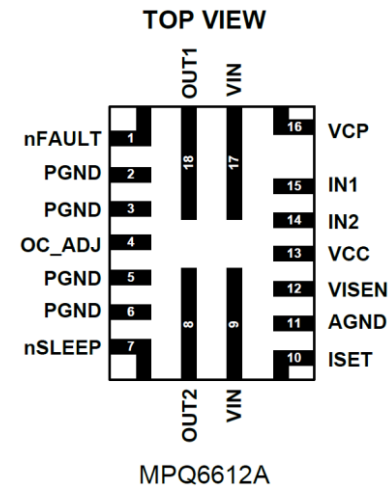 TOP VIEW
OUT1
VIN
nFAULT 1
PGND 2
PGND 3
OC_ADJ 4
PGND 5
PGND 6
nSLEEP 7
18
17
16 VCP
15 IN1
14 IN2
13 VCC
12 VISEN
11 AGND
10 ISET
8
9
OUT2
VIN
MPQ6612A